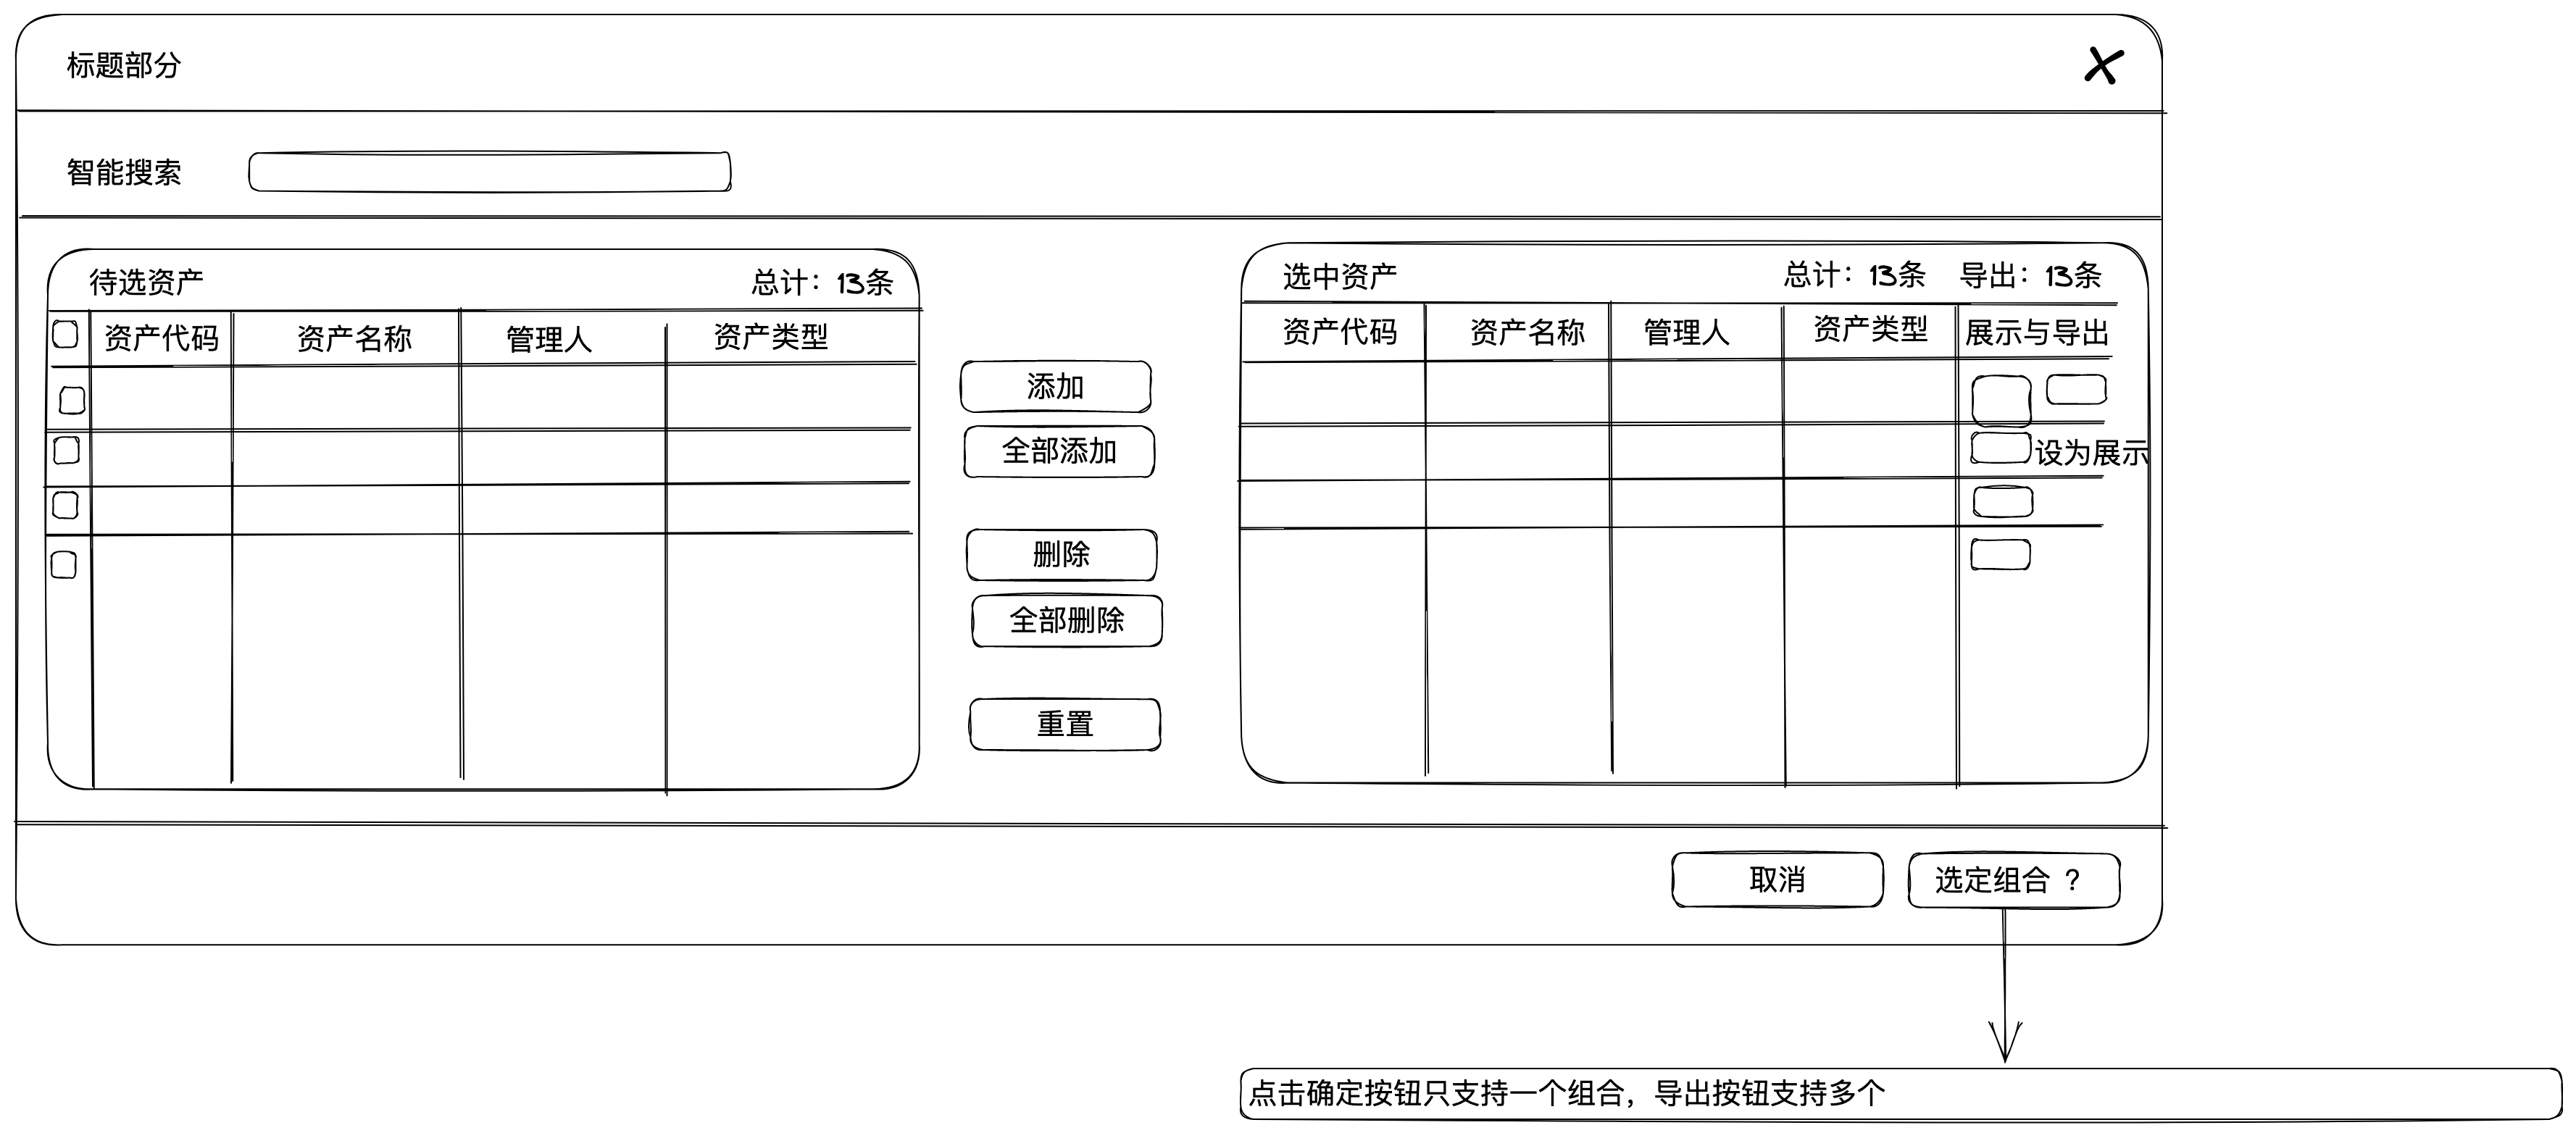 标题部分
智能搜索
待选资产 总计：13条
资产代码 资产名称 管理人 资产类型
选中资产 总计：13条 导出：13条
资产代码 资产名称 管理人 资产类型 展示与导出
设为展示
添加
全部添加
删除
全部删除
重置
取消 选定组合 ？
点击确定按钮只支持一个组合，导出按钮支持多个